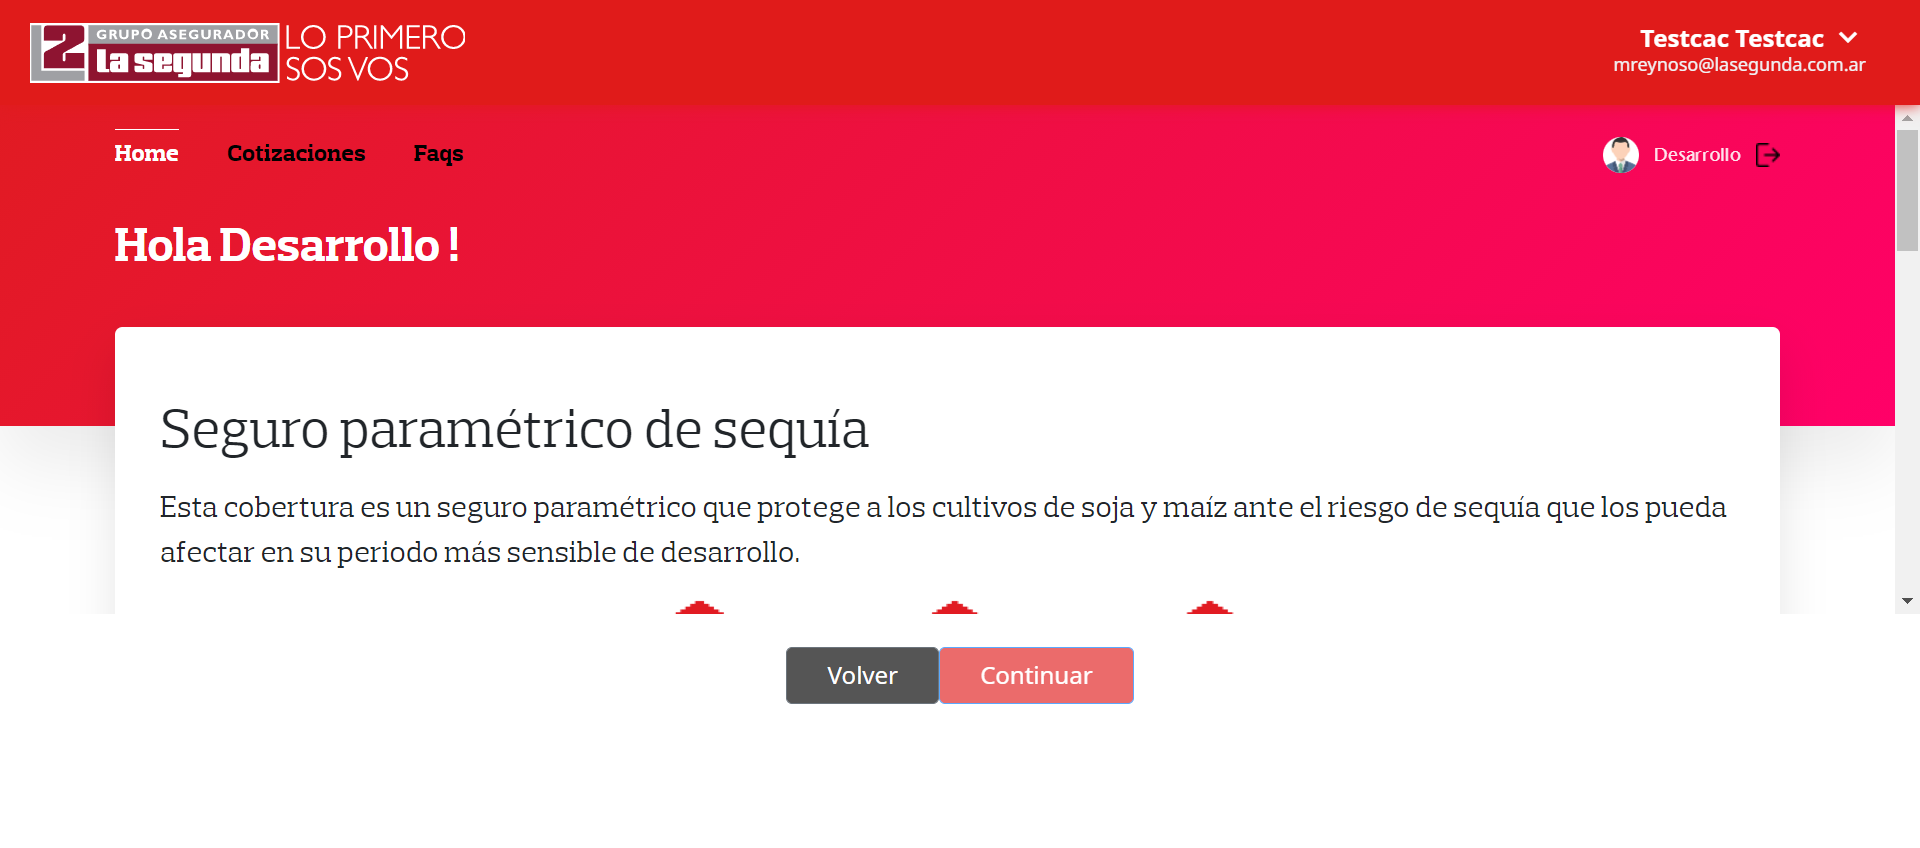 GRUPO ASEGURADOR
La segunda
LO PRIMERO
SOS VOS
Testcac Testcac
mreynoso@lasegunda.com.ar
Home
Cotizaciones
Faqs
Desarrollo
Hola Desarrollo !
Seguro paramétrico de sequía
Esta cobertura es un seguro paramétrico que protege a los cultivos de soja y maíz ante el riesgo de sequía que los pueda
afectar en su periodo más sensible de desarrollo.
Volver
Continuar